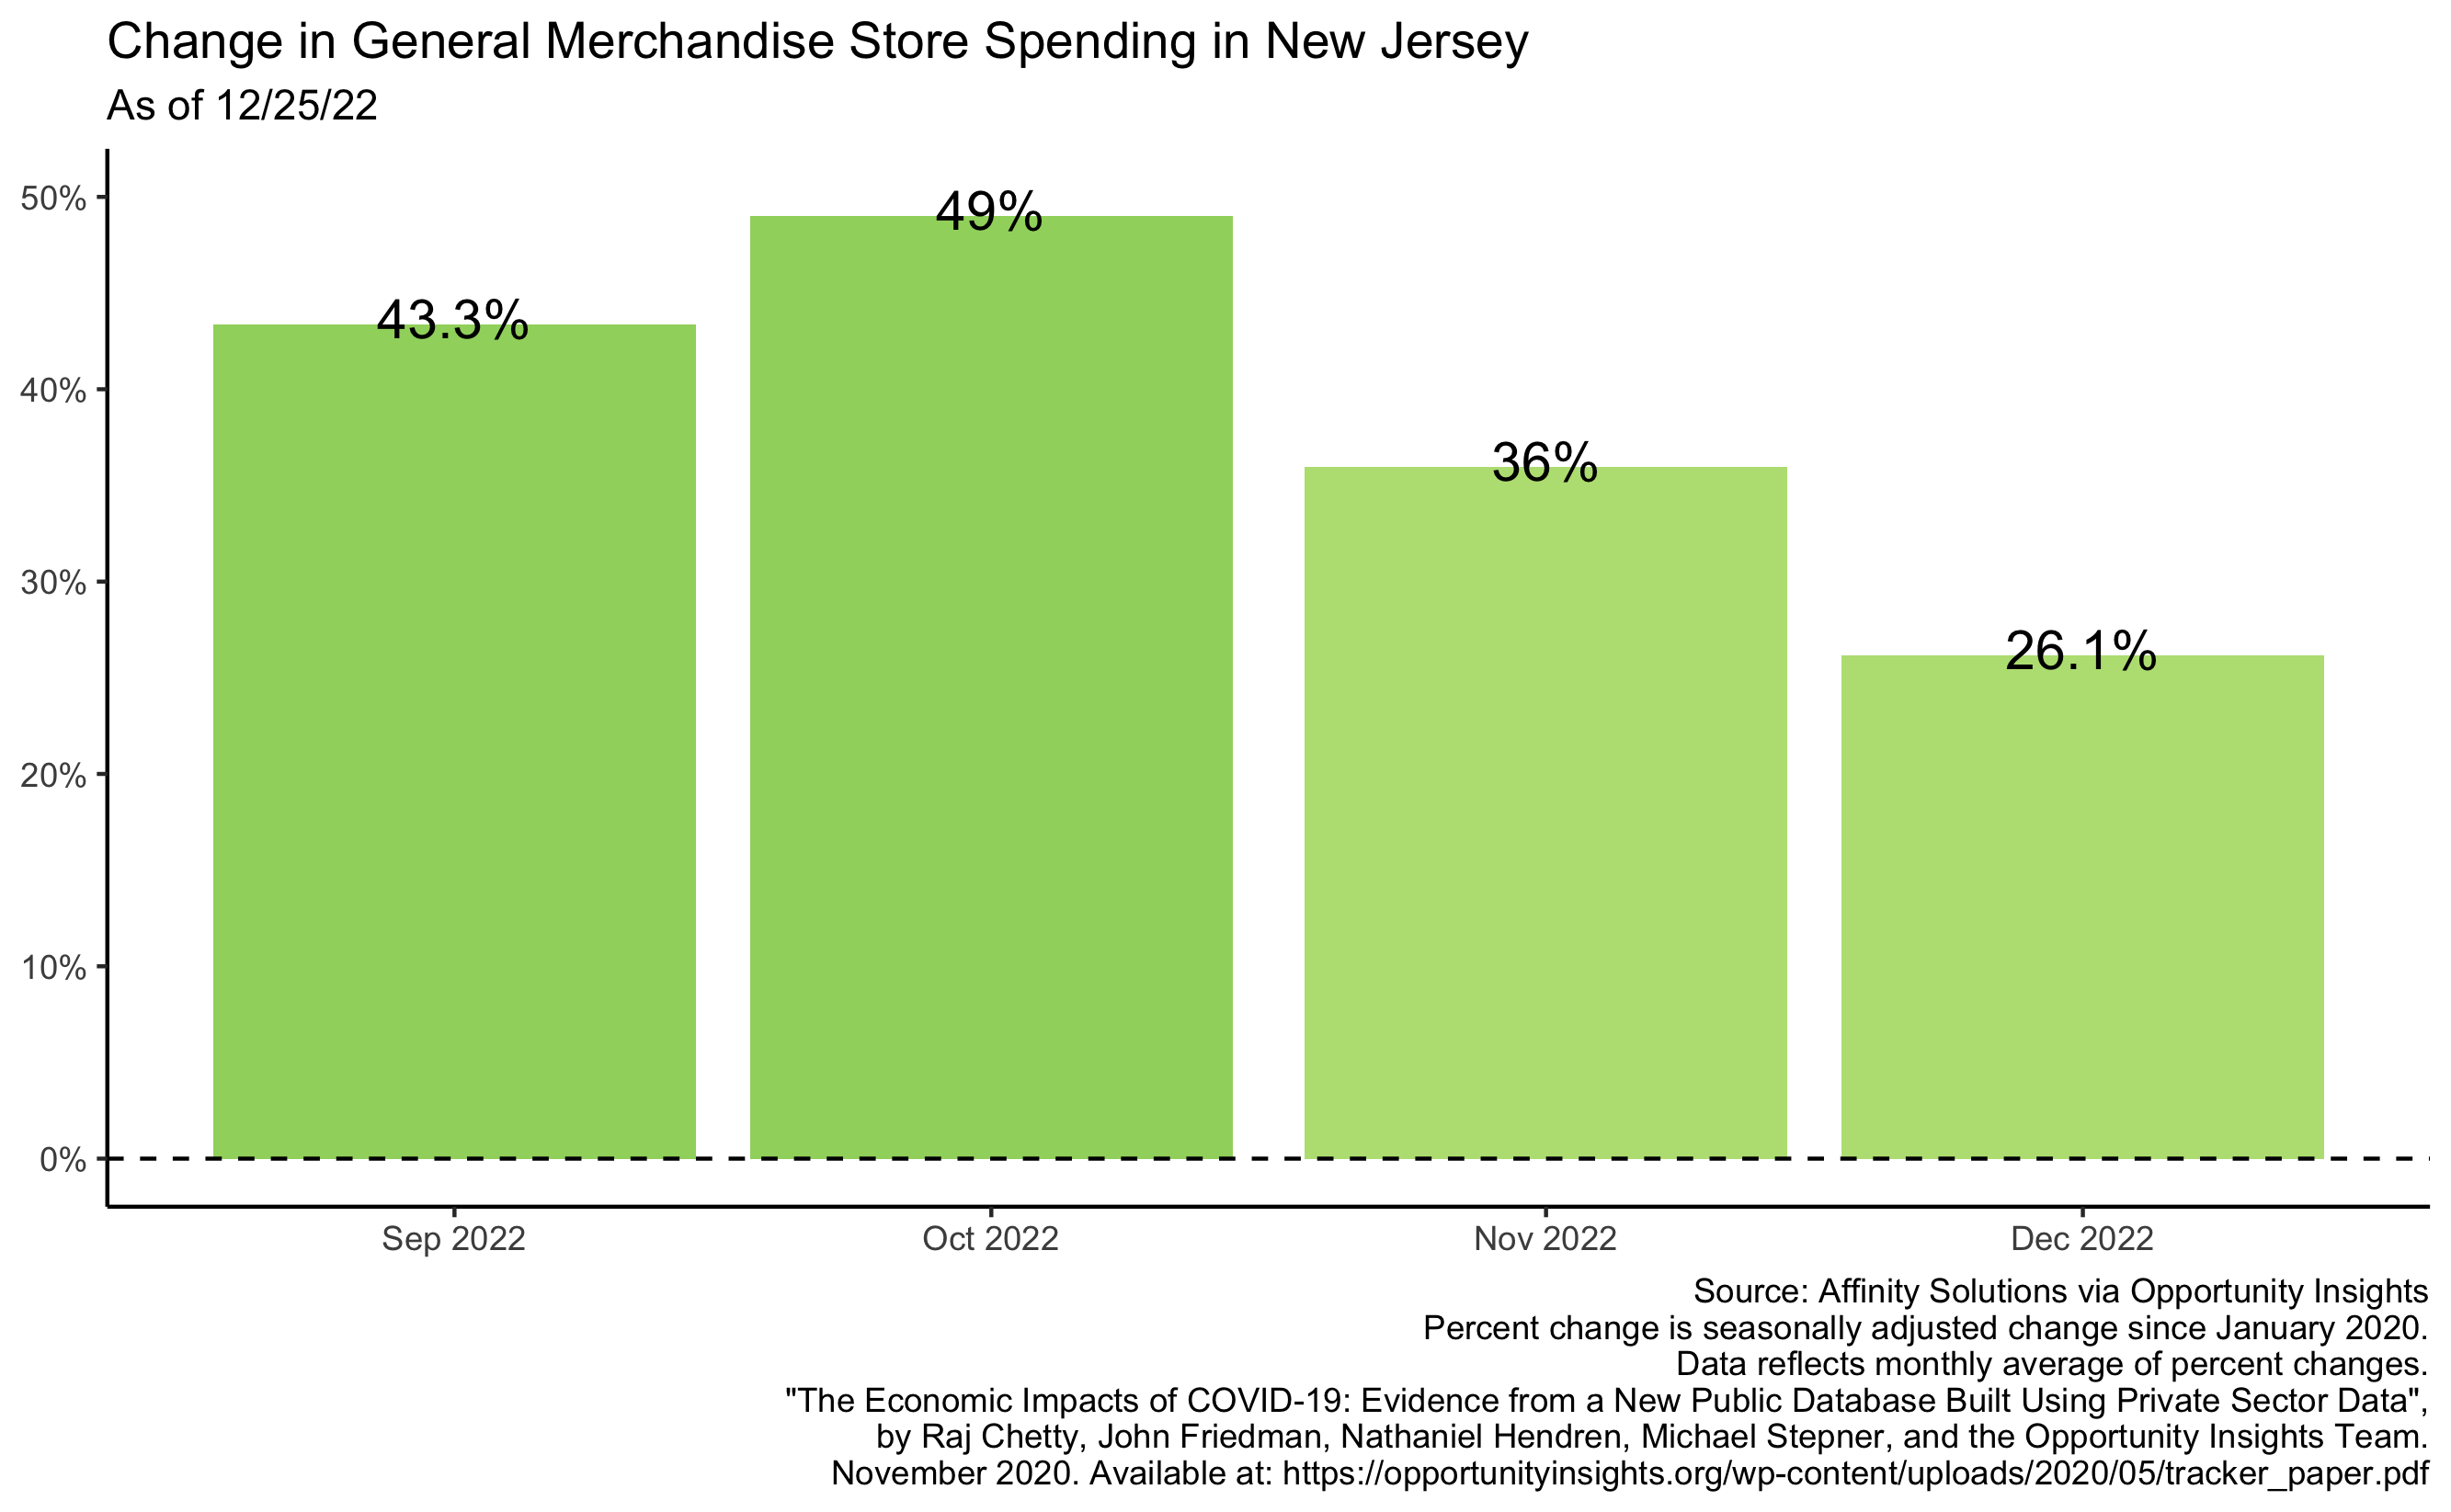 Change in General Merchandise Store Spending in New Jersey
As of 12/25/22
50%
40%
30%
20%
10%
0%
43.3%
49%
36%
26.1%
Sep 2022
Oct 2022
Nov 2022
Dec 2022
Source: Affinity Solutions via Opportunity Insights
Percent change is seasonally adjusted change since January 2020.
Data reflects monthly average of percent changes.
"The Economic Impacts of COVID-19: Evidence from a New Public Database Built Using Private Sector Data",
by Raj Chetty, John Friedman, Nathaniel Hendren, Michael Stepner, and the Opportunity Insights Team.
November 2020. Available at: https://opportunityinsights.org/wp-content/uploads/2020/05/tracker_paper.pdf